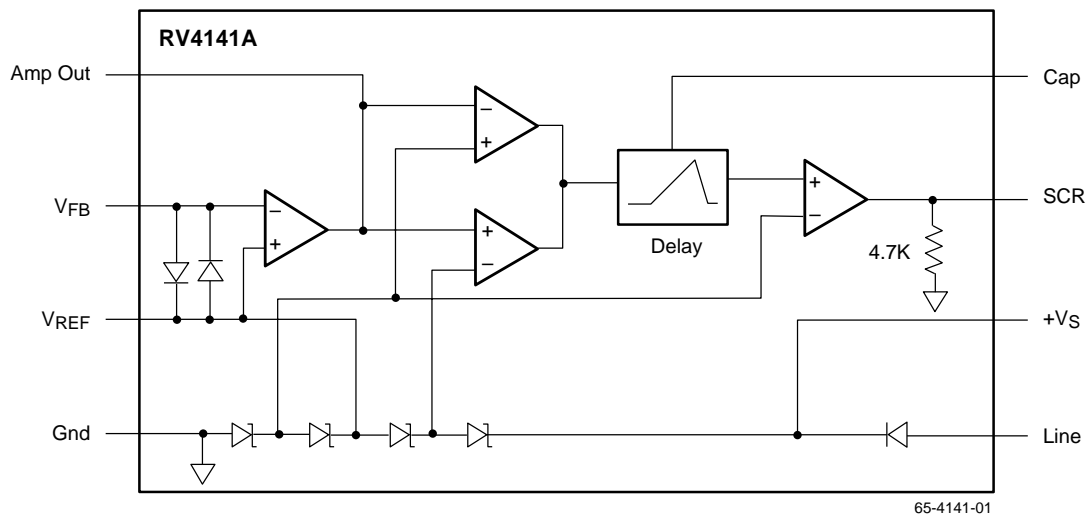 RV4141A
Amp Out
Cap
−
+
VFB
−
+
+
−
Delay
+
−
SCR
4.7K
VREF
+VS
Gnd
Line
65-4141-01